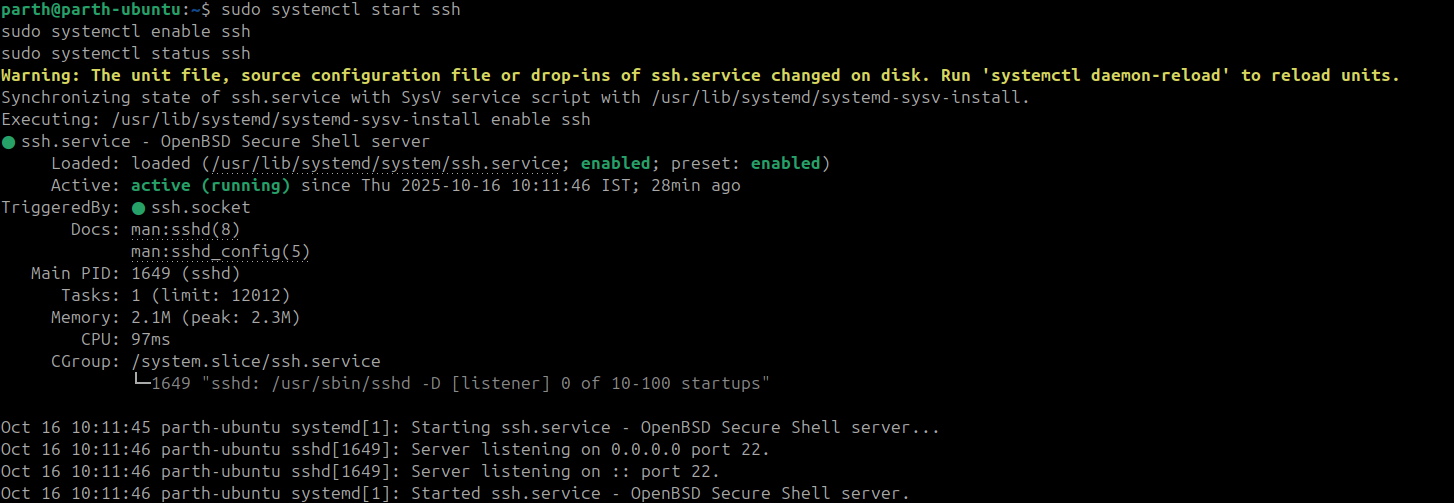 parth@parth-ubuntu:~$ sudo systemctl start ssh
sudo systemctl enable ssh
sudo systemctl status ssh
Warning: The unit file, source configuration file or drop-ins of ssh.service changed on disk. Run 'systemctl daemon-reload' to reload units.
Synchronizing state of ssh.service with SysV service script with /usr/lib/systemd/systemd-sysv-install.
Executing: /usr/lib/systemd/systemd-sysv-install enable ssh
● ssh.service - OpenBSD Secure Shell server
     Loaded: loaded (/usr/lib/systemd/system/ssh.service; enabled; preset: enabled)
     Active: active (running) since Thu 2025-10-16 10:11:46 IST; 28min ago
TriggeredBy: ● ssh.socket
       Docs: man:sshd(8)
             man:sshd_config(5)
   Main PID: 1649 (sshd)
      Tasks: 1 (limit: 12012)
     Memory: 2.1M (peak: 2.3M)
        CPU: 97ms
     CGroup: /system.slice/ssh.service
             └─1649 "sshd: /usr/sbin/sshd -D [listener] 0 of 10-100 startups"

Oct 16 10:11:45 parth-ubuntu systemd[1]: Starting ssh.service - OpenBSD Secure Shell server...
Oct 16 10:11:46 parth-ubuntu sshd[1649]: Server listening on 0.0.0.0 port 22.
Oct 16 10:11:46 parth-ubuntu sshd[1649]: Server listening on :: port 22.
Oct 16 10:11:46 parth-ubuntu systemd[1]: Started ssh.service - OpenBSD Secure Shell server.